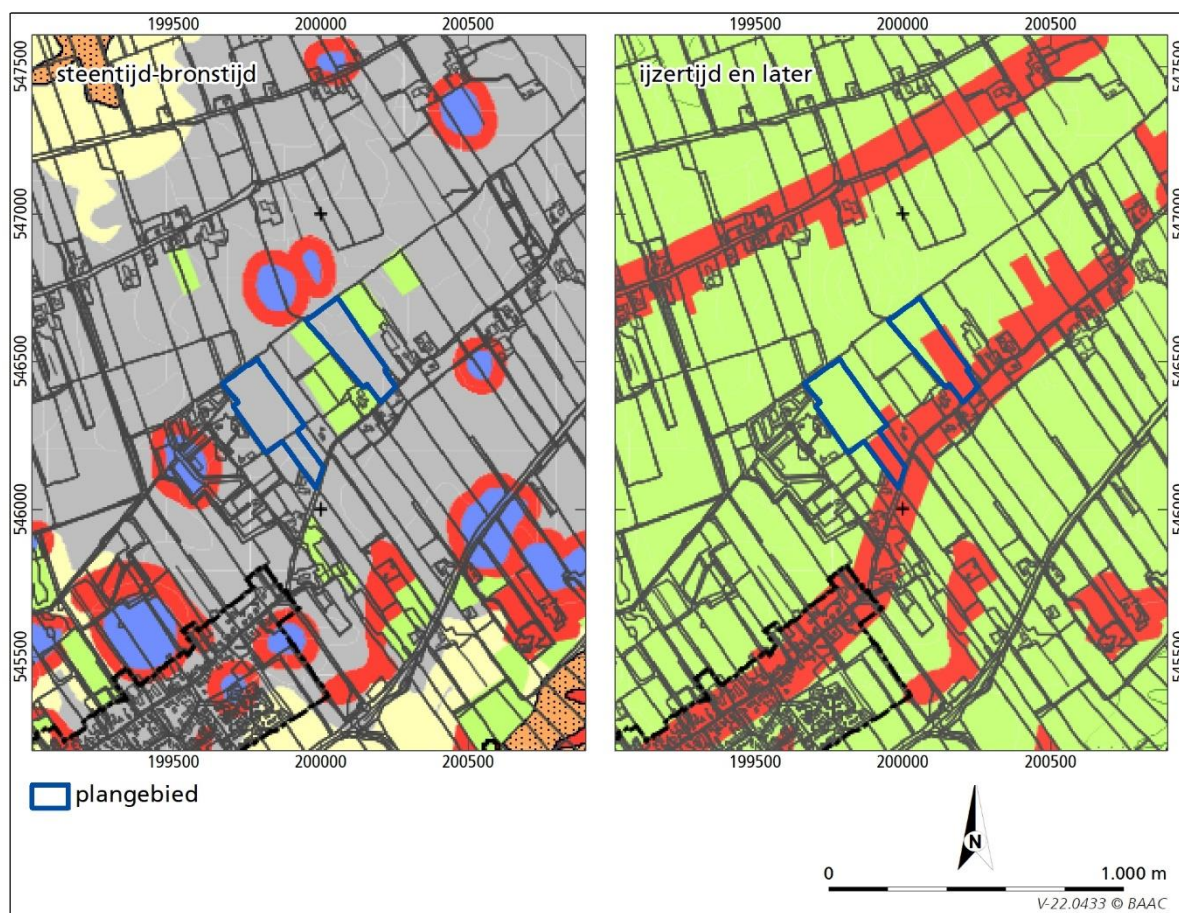 199500 200000 200500 199500 200000 200500
steentijd-bronstijd
ijzertijd en later
547500 547500
547000 547000
546500 546500
546000 546000
545500 545500
199500 200000 200500 199500 200000 200500
plangebied
N
0 1.000 m
V-22.0433 © BAAC